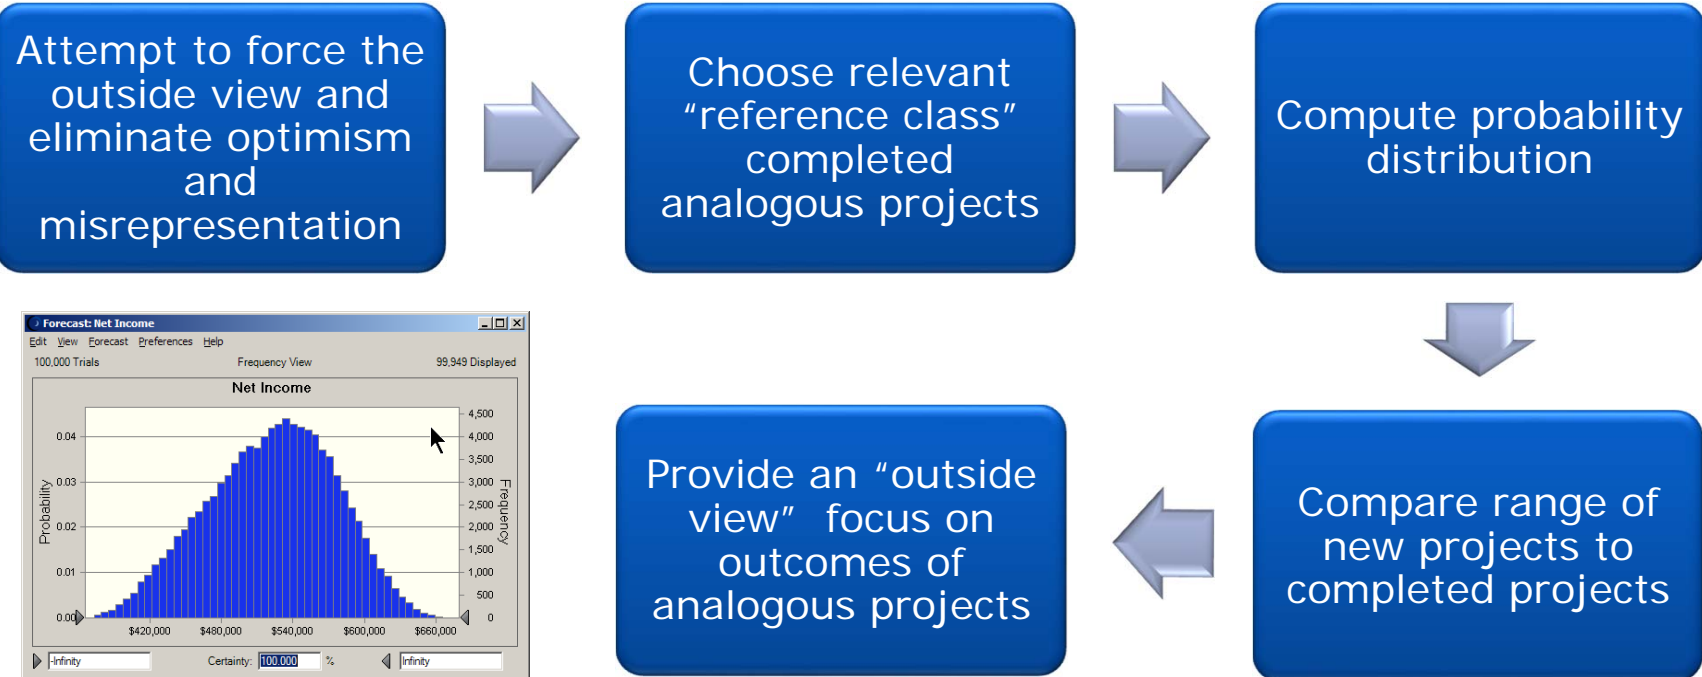 Attempt to force the
outside view and
eliminate optimism
and
misrepresentation
Choose relevant
“reference class”
completed
analogous projects
Compute probability
distribution
Compare range of
new projects to
completed projects
Provide an “outside
view”  focus on
outcomes of
analogous projects
Forecast: Net Income
Edit View Forecast Preferences Help
100,000 Trials Frequency View 99,949 Displayed
Net Income
Probability
0.04
0.03
0.02
0.01
0.00
4,500
4,000
3,500
3,000
2,500
2,000
1,500
1,000
500
0
Frequency
$420,000 $480,000 $540,000 $600,000 $660,000
-Infinity Certainty: 100.000 % Infinity